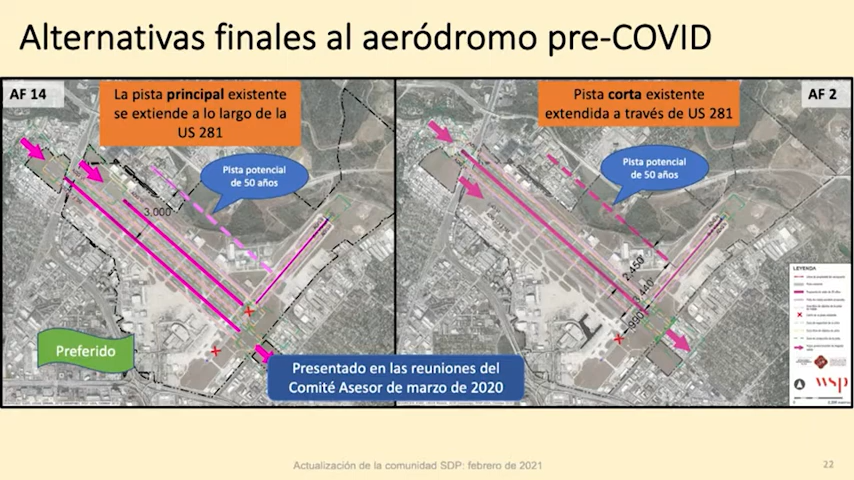 Alternativas finales al aeródromo pre-COVID
AF 14
La pista principal existente
se extiende a lo largo de la
US 281
Pista potencial
de 50 años
3,000'
Preferido
Pista corta existente
extendida a través de US 281
AF 2
Pista potencial
de 50 años
2,450'
3,440'
990'
LEYENDA
wsp
Presentado en las reuniones del
Comité Asesor de marzo de 2020
Actualización de la comunidad SDP: febrero de 2021
22